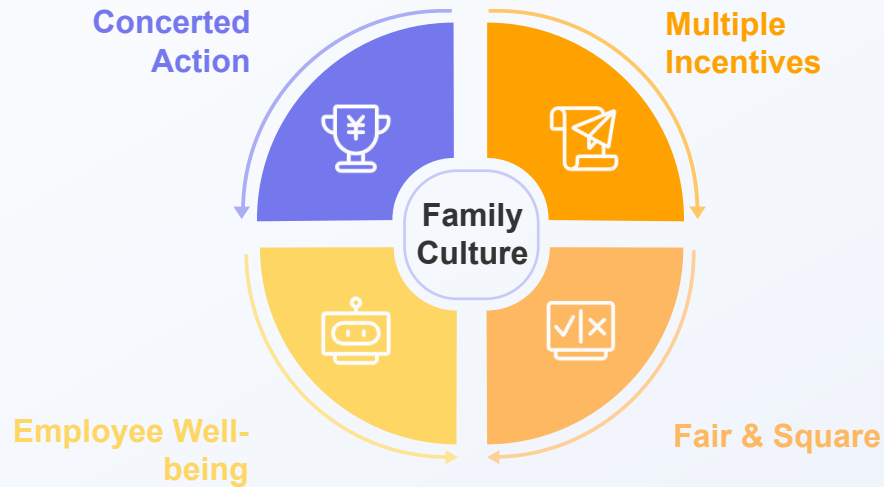 Concerted
Action
Multiple
Incentives
¥
Family
Culture
Employee Well-
being
Fair & Square